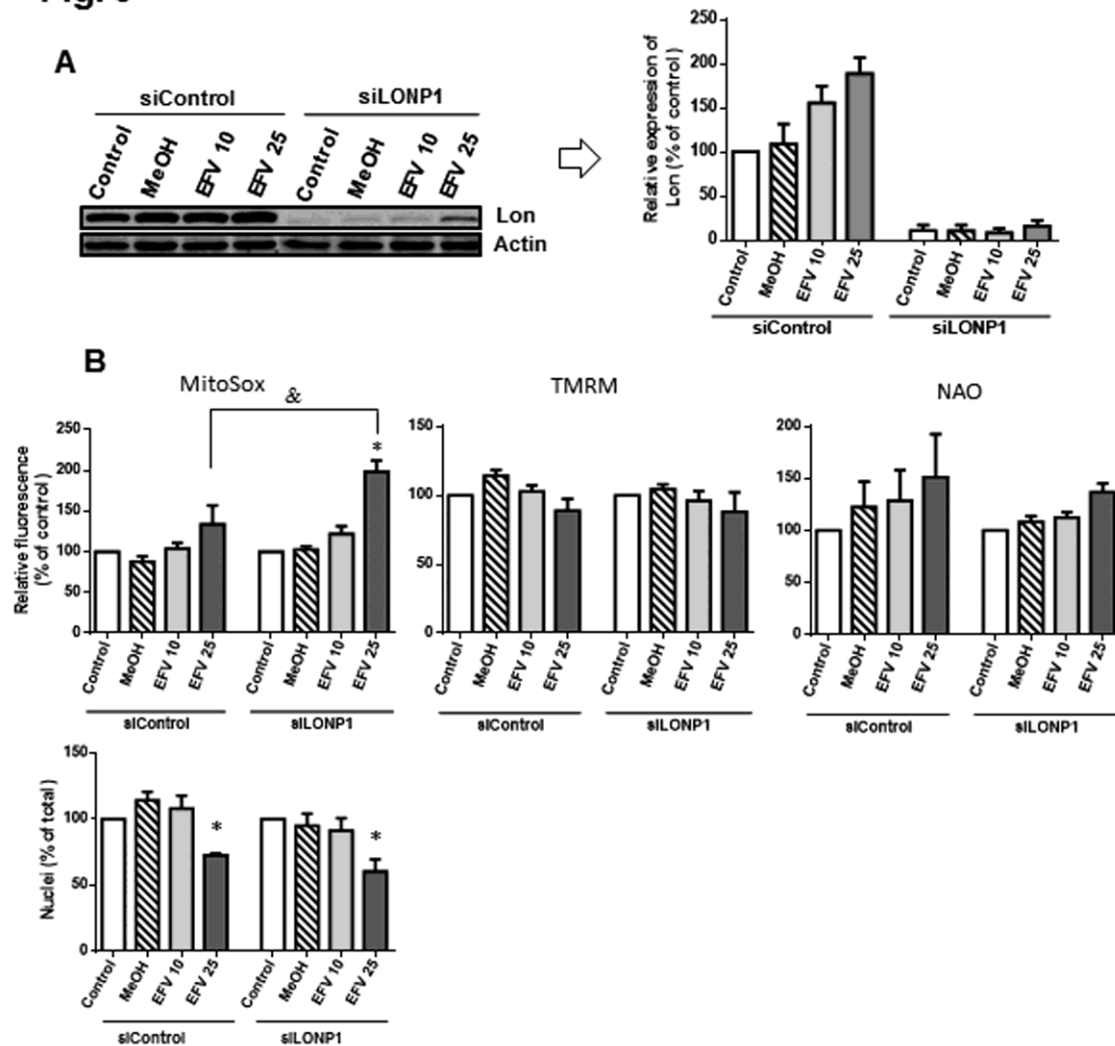 A
siControl siLONP1
Control MeOH EFV 10 EFV 25 Control MeOH EFV 10 EFV 25
Lon
Actin
Relative expression of
Lon (% of control)
250
200
150
100
50
0
Control MeOH EFV 10 EFV 25 Control MeOH EFV 10 EFV 25
siControl siLONP1
B
MitoSox
&
*
Relative fluorescence
(% of control)
250
200
150
100
50
0
Control MeOH EFV 10 EFV 25 Control MeOH EFV 10 EFV 25
siControl siLONP1
TMRM
150
100
50
0
Control MeOH EFV 10 EFV 25 Control MeOH EFV 10 EFV 25
siControl siLONP1
NAO
200
150
100
50
0
Control MeOH EFV 10 EFV 25 Control MeOH EFV 10 EFV 25
siControl siLONP1
Nuclei (% of total)
150
100
50
0
* *
Control MeOH EFV 10 EFV 25 Control MeOH EFV 10 EFV 25
siControl siLONP1